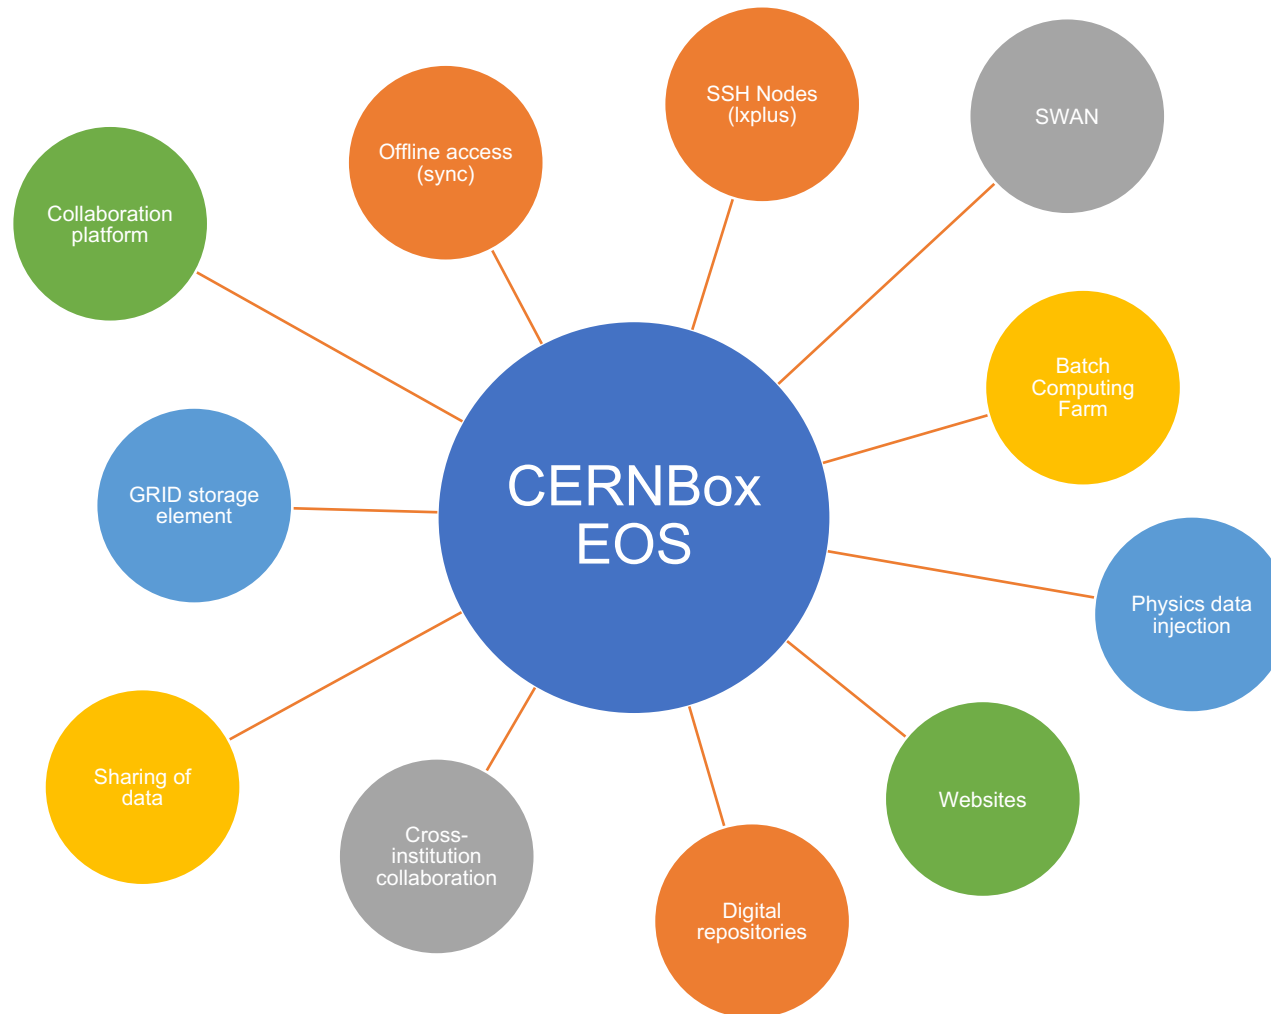 SSH Nodes
(lxplus)
SWAN
Offline access
(sync)
Collaboration
platform
Batch
Computing
Farm
CERNBox
EOS
GRID storage
element
Physics data
injection
Sharing of
data
Websites
Cross-
institution
collaboration
Digital
repositories